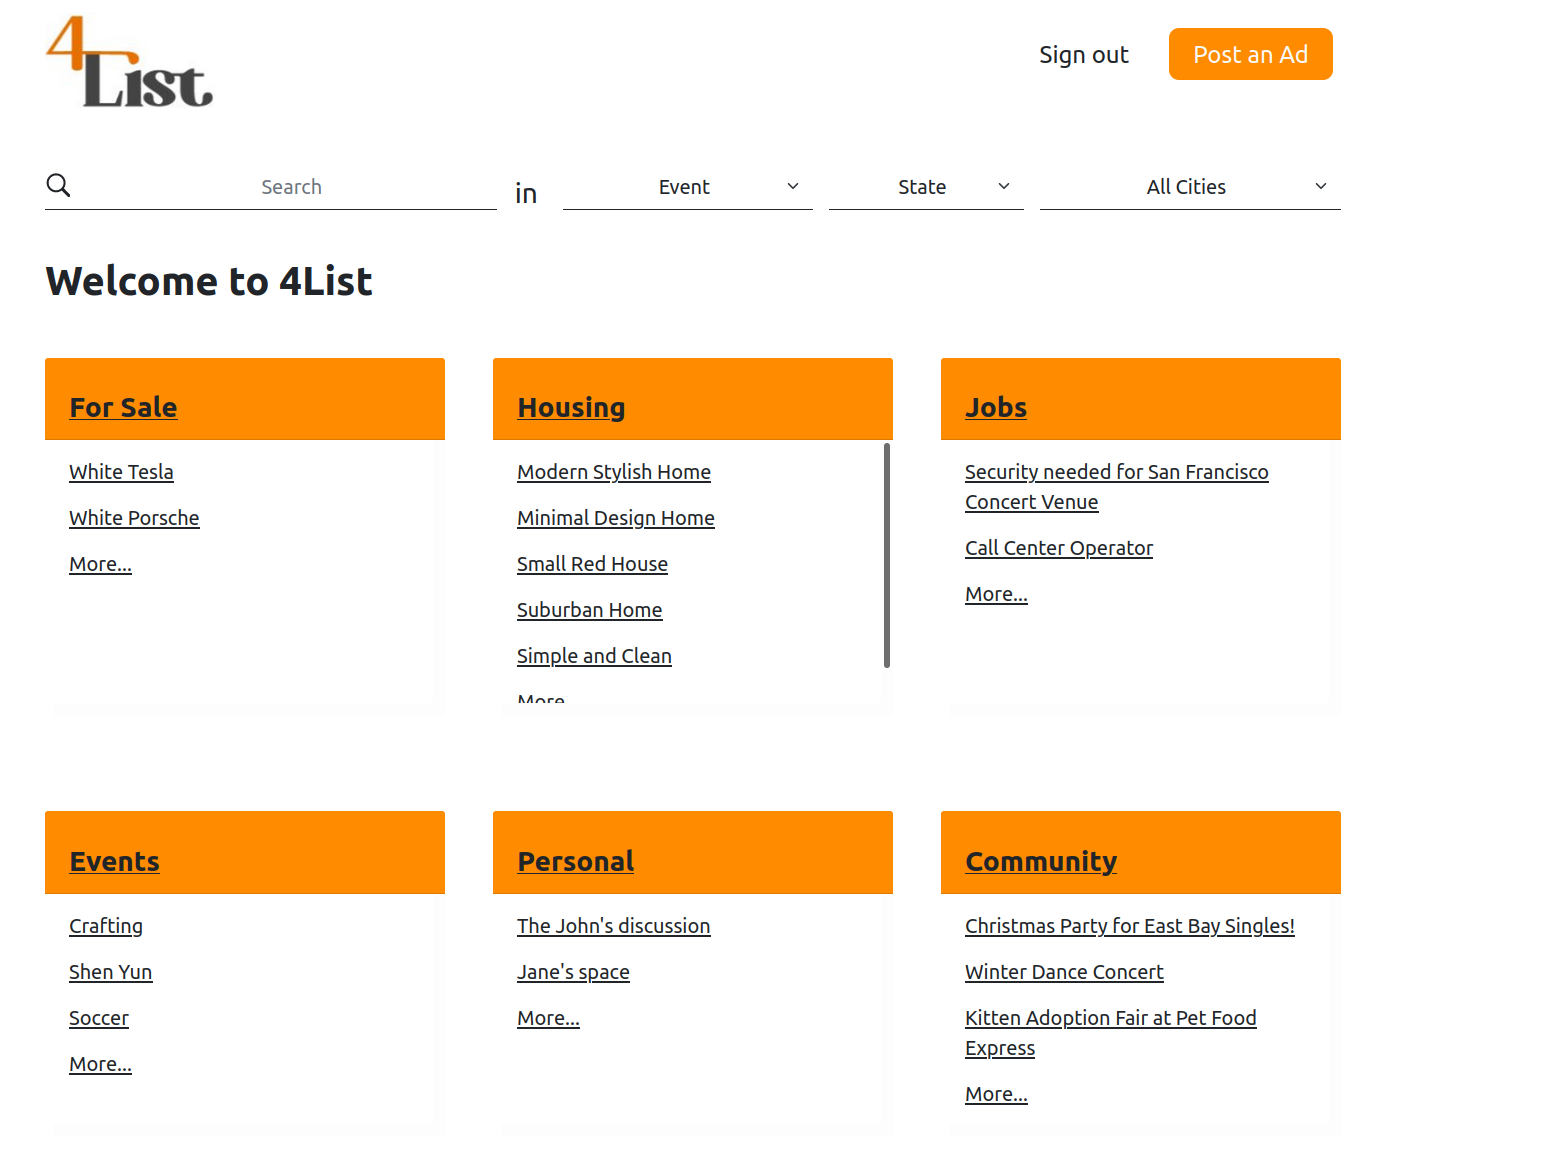 4List
Sign out
Post an Ad
Search
in
Event
State
All Cities
Welcome to 4List
For Sale
White Tesla
White Porsche
More...
Housing
Modern Stylish Home
Minimal Design Home
Small Red House
Suburban Home
Simple and Clean
More
Jobs
Security needed for San Francisco
Concert Venue
Call Center Operator
More...
Events
Crafting
Shen Yun
Soccer
More...
Personal
The John's discussion
Jane's space
More...
Community
Christmas Party for East Bay Singles!
Winter Dance Concert
Kitten Adoption Fair at Pet Food
Express
More...